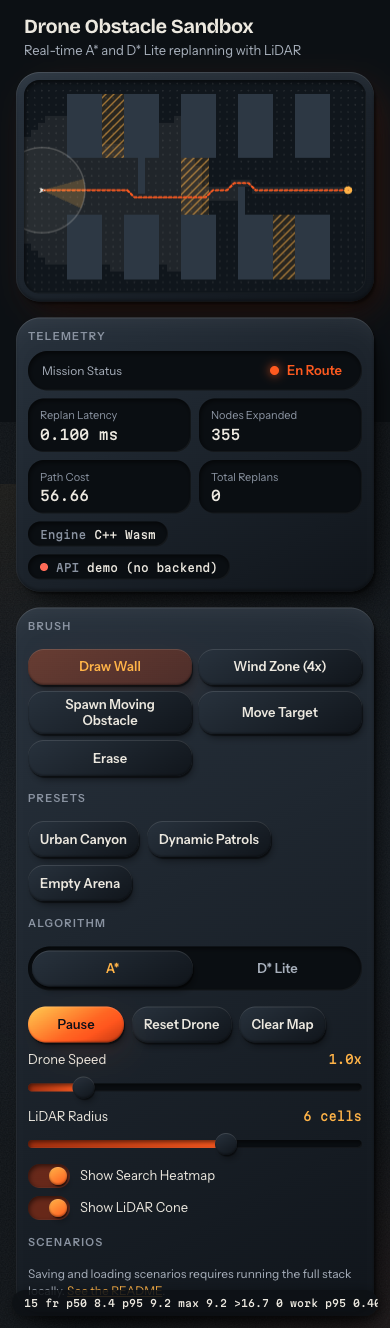 Drone Obstacle Sandbox
Real-time A* and D* Lite replanning with LiDAR
TELEMETRY
Mission Status
En Route
Replan Latency
0.100 ms
Nodes Expanded
355
Path Cost
56.66
Total Replans
0
Engine C++ Wasm
API demo (no backend)
BRUSH
Draw Wall
Wind Zone (4x)
Spawn Moving
Obstacle
Move Target
Erase
PRESETS
Urban Canyon
Dynamic Patrols
Empty Arena
ALGORITHM
A*
D* Lite
Pause
Reset Drone
Clear Map
Drone Speed
1.0x
LiDAR Radius
6 cells
Show Search Heatmap
Show LiDAR Cone
SCENARIOS
Saving and loading scenarios requires running the full stack
locally. See the README
15 fr p50 8.4 p95 9.2 max 9.2 >16.7 0 work p95